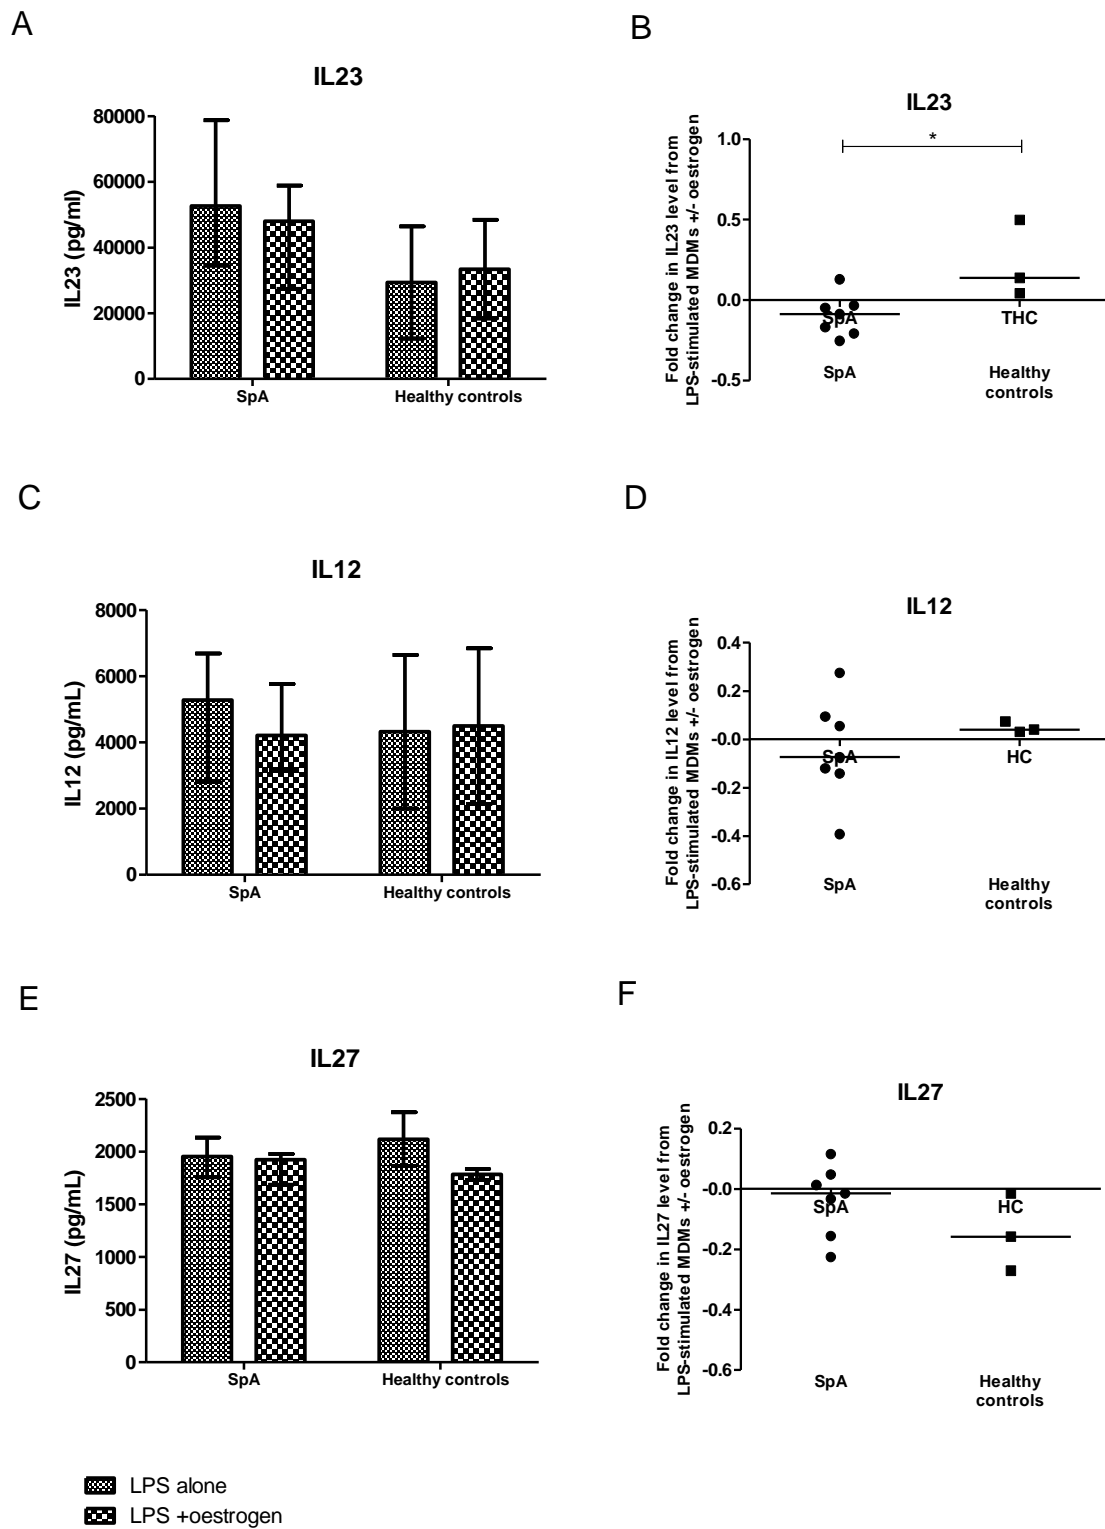 A
IL23
IL23 (pg/ml)
80000
60000
40000
20000
0
SpA
Healthy controls
B
IL23
Fold change in IL23 level from
LPS-stimulated MDMs +/- oestrogen
1.0
0.5
0.0
-0.5
*
SpA
THC
SpA
Healthy
controls
C
IL12
IL12 (pg/mL)
8000
6000
4000
2000
0
SpA
Healthy controls
D
IL12
Fold change in IL12 level from
LPS-stimulated MDMs +/- oestrogen
0.4
0.2
-0.0
-0.2
-0.4
-0.6
SpA
HC
SpA
Healthy
controls
E
IL27
IL27 (pg/mL)
2500
2000
1500
1000
500
0
SpA
Healthy controls
F
IL27
Fold change in IL27 level from
LPS-stimulated MDMs +/- oestrogen
0.2
-0.0
-0.2
-0.4
-0.6
SpA
HC
SpA
Healthy
controls
LPS alone
LPS +oestrogen